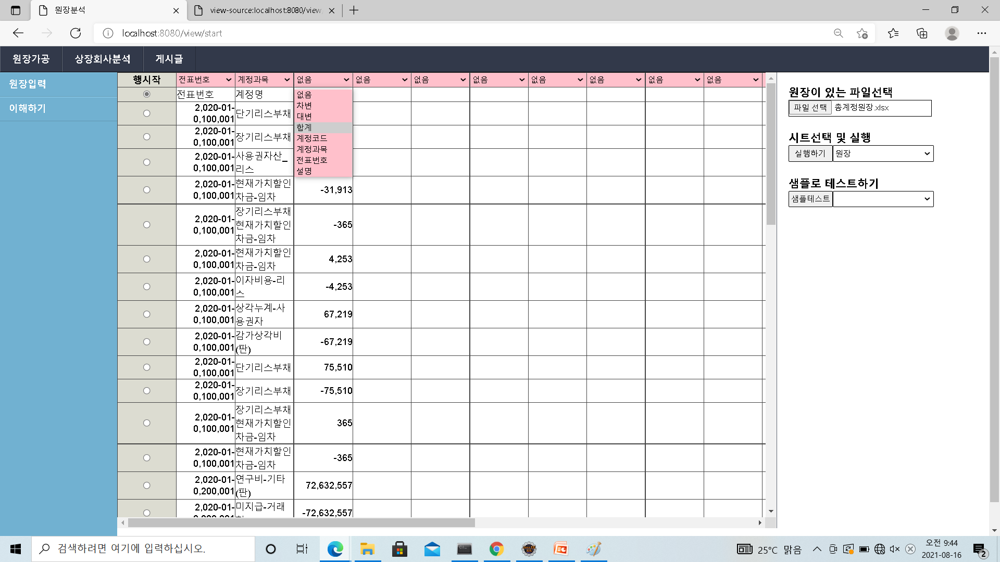 원장분석
view-source:localhost:8080/view
localhost:8080/view/start
원장가공 상장회사분석 게시글
원장입력
이해하기
행시작 전표번호 계정과목 없음 없음 없음 없음 없음 없음 없음 없음
전표번호 계정명
없음
차변
대변
합계
계정코드
계정과목
전표번호
설명
2,020-01-
0,100,001
단기리스부채
2,020-01-
0,100,001
장기리스부채
2,020-01-
0,100,001
사용권자산_
리스
2,020-01-
0,100,001
현재가치할인
차금-임차
-31,913
2,020-01-
0,100,001
장기리스부채
현재가치할인
차금-임차
-365
2,020-01-
0,100,001
현재가치할인
차금-임차
4,253
2,020-01-
0,100,001
이자비용-리
스
-4,253
2,020-01-
0,100,001
상각누계-사
용권자
67,219
2,020-01-
0,100,001
감가상각비
(판)
-67,219
2,020-01-
0,100,001
단기리스부채
75,510
2,020-01-
0,100,001
장기리스부채
-75,510
2,020-01-
0,100,001
장기리스부채
현재가치할인
차금-임차
365
2,020-01-
0,100,001
현재가치할인
차금-임차
-365
2,020-01-
0,200,001
연구비-기타
(판)
72,632,557
2,020-01-
미지급-거래
-72,632,557
원장이 있는 파일선택
파일 선택 총계정원장.xlsx
시트선택 및 실행
실행하기 원장
샘플로 테스트하기
샘플테스트
검색하려면 여기에 입력하십시오.
25°C 맑음
오전 9:44
2021-08-16
2